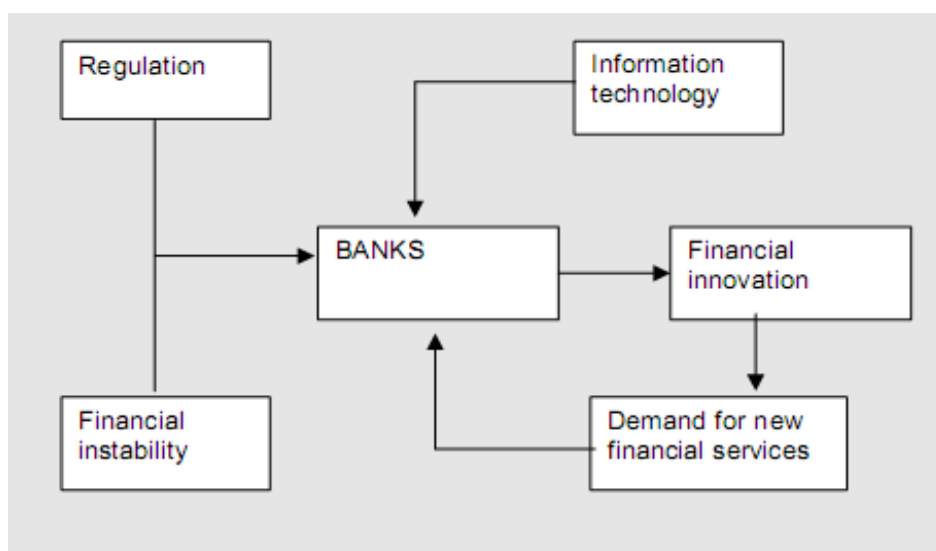 Regulation
Information
technology
BANKS
Financial
innovation
Financial
instability
Demand for new
financial services